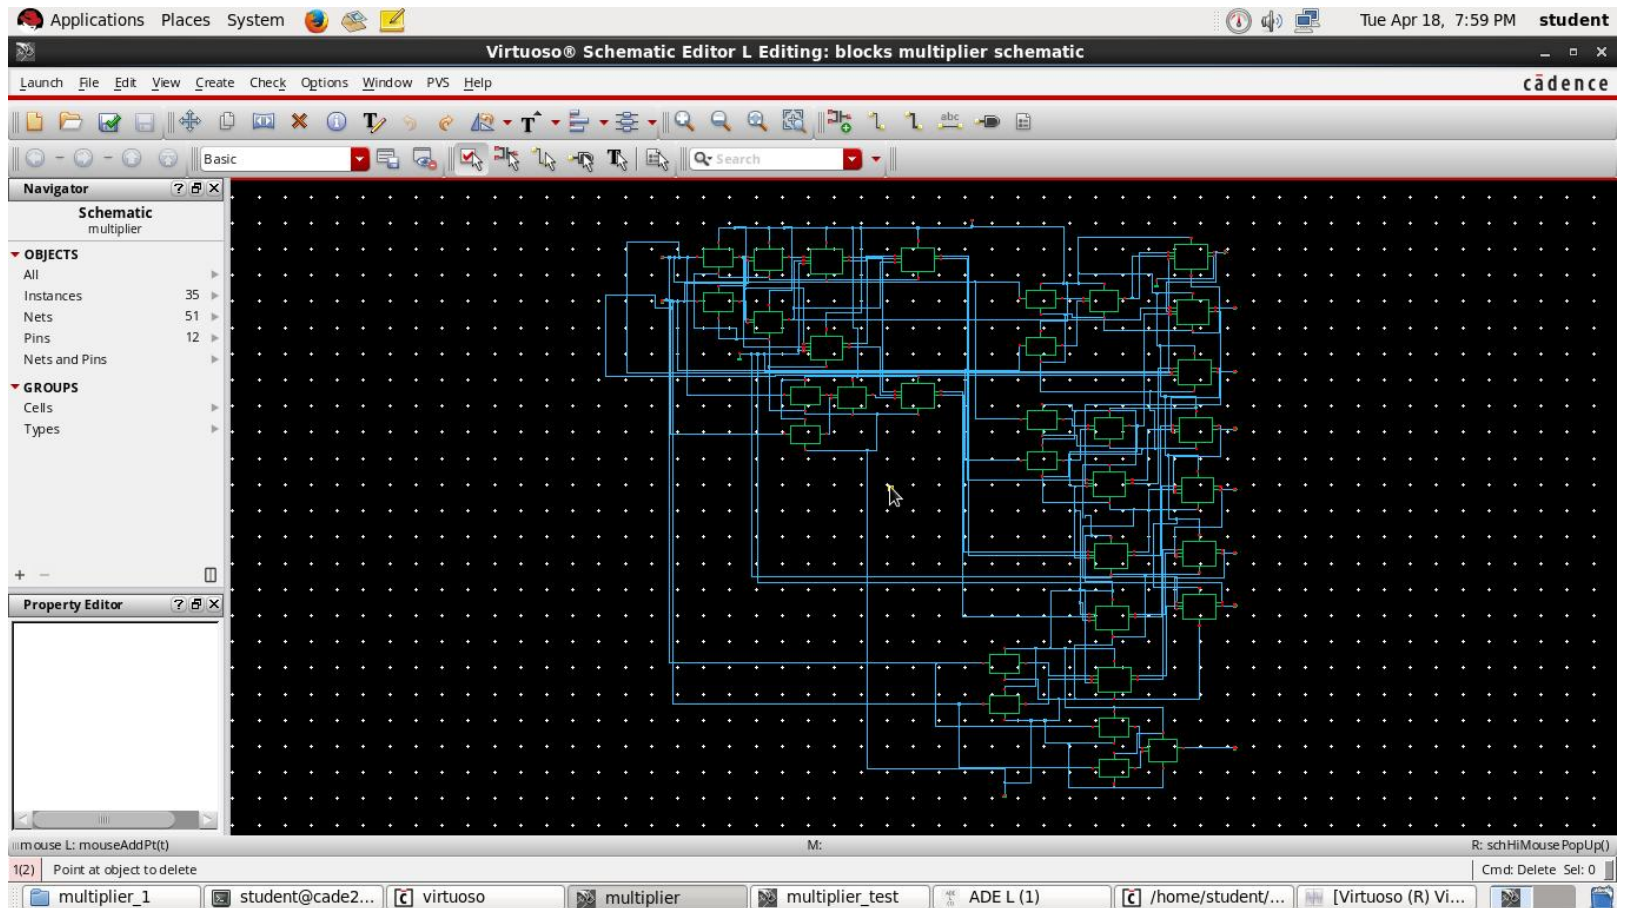 Applications Places System Tue Apr 18, 7:59 PM student
Virtuoso® Schematic Editor L Editing: blocks multiplier schematic
Launch File Edit View Create Check Options Window PVS Help cādence
abc
Basic Search
Navigator
Schematic
multiplier
OBJECTS
All
Instances 35
Nets 51
Pins 12
Nets and Pins
GROUPS
Cells
Types
Property Editor
mouse L: mouseAddPt(t) M: R: schHiMousePopUp()
1(2) Point at object to delete Cmd: Delete Sel: 0
multiplier_1 student@cade2... virtuoso multiplier multiplier_test ADE L (1) /home/student/... [Virtuoso (R) Vi...